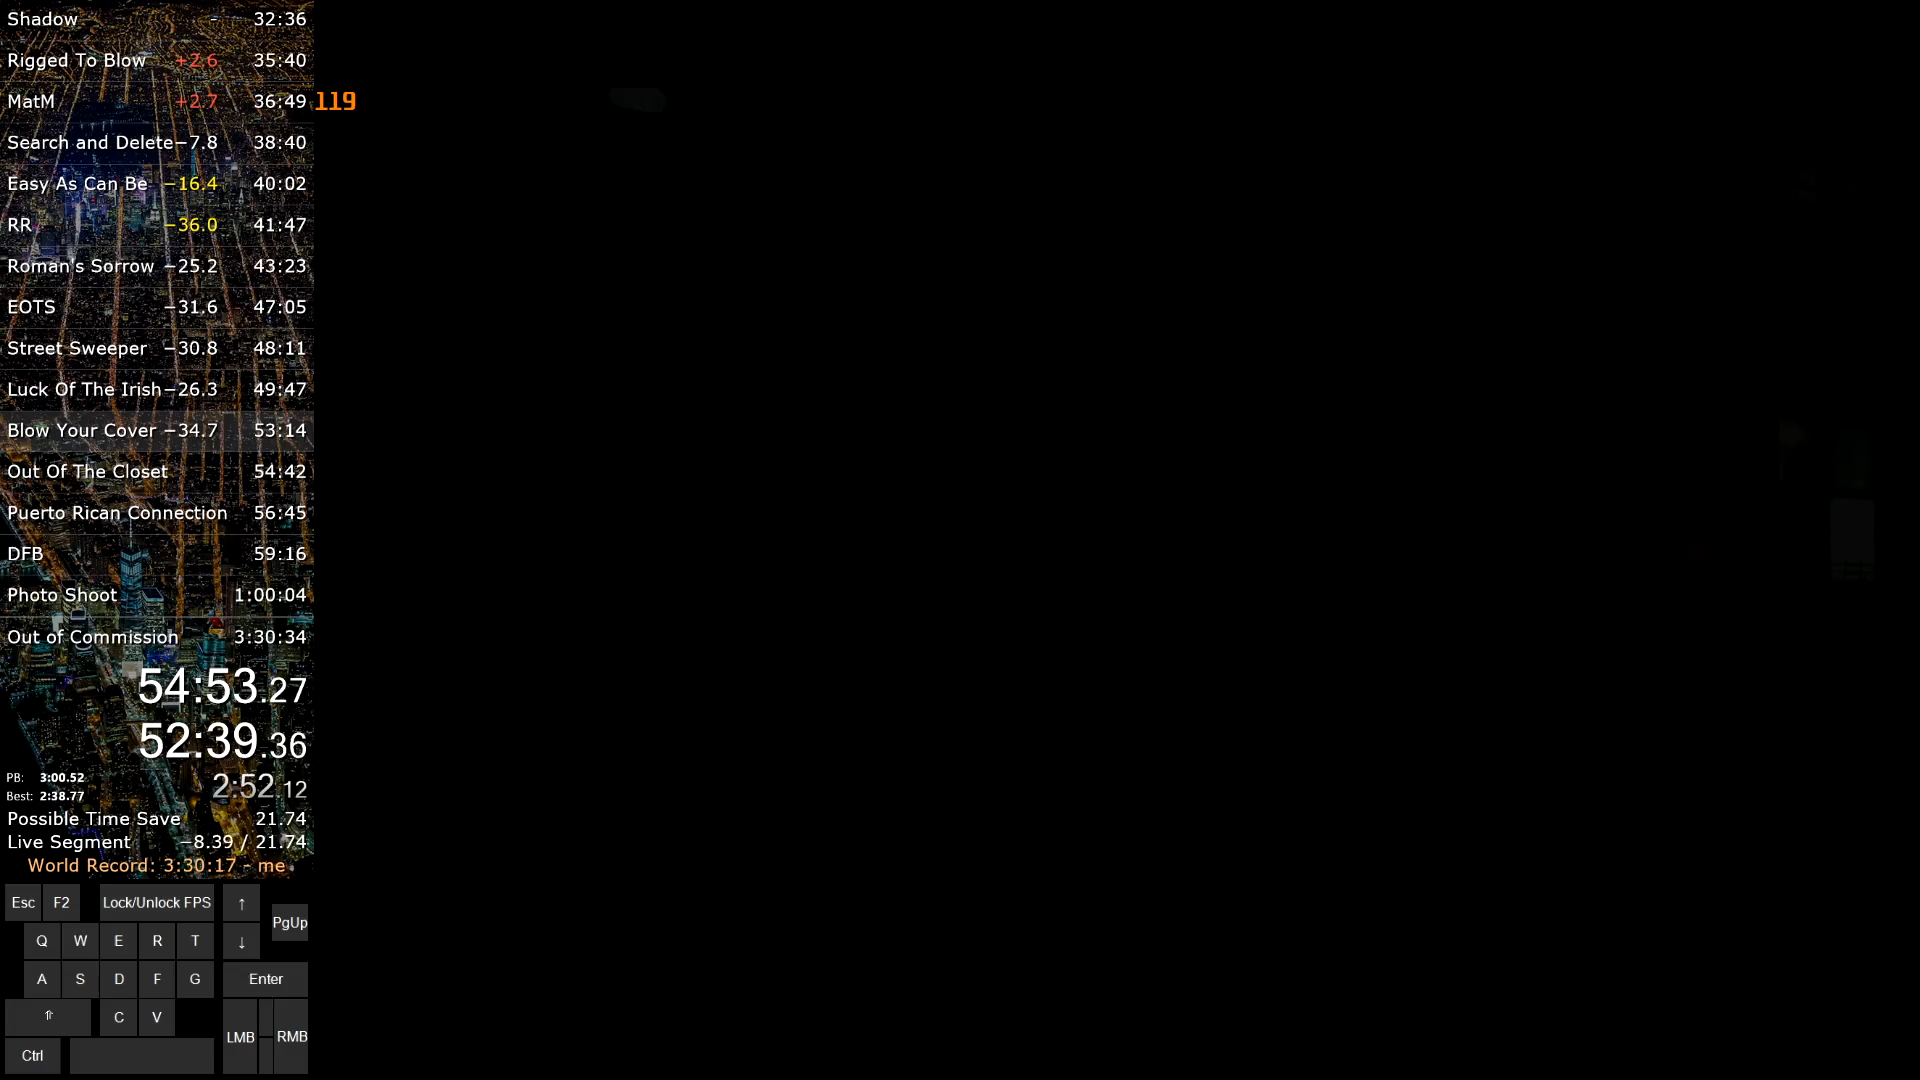 Shadow - 32:36
Rigged To Blow +2.6 35:40
MatM +2.7 36:49 119
Search and Delete −7.8 38:40
Easy As Can Be −16.4 40:02
RR −36.0 41:47
Roman's Sorrow −25.2 43:23
EOTS −31.6 47:05
Street Sweeper −30.8 48:11
Luck Of The Irish −26.3 49:47
Blow Your Cover −34.7 53:14
Out Of The Closet 54:42
Puerto Rican Connection 56:45
DFB 59:16
Photo Shoot 1:00:04
Out of Commission 3:30:34
54:53.27
52:39.36
PB: 3:00.52 2:52.12
Best: 2:38.77
Possible Time Save 21.74
Live Segment −8.39 / 21.74
World Record: 3:30:17 - me
Esc F2 Lock/Unlock FPS ↑ PgUp
Q W E R T ↓
A S D F G Enter
⇧ C V LMB RMB
Ctrl